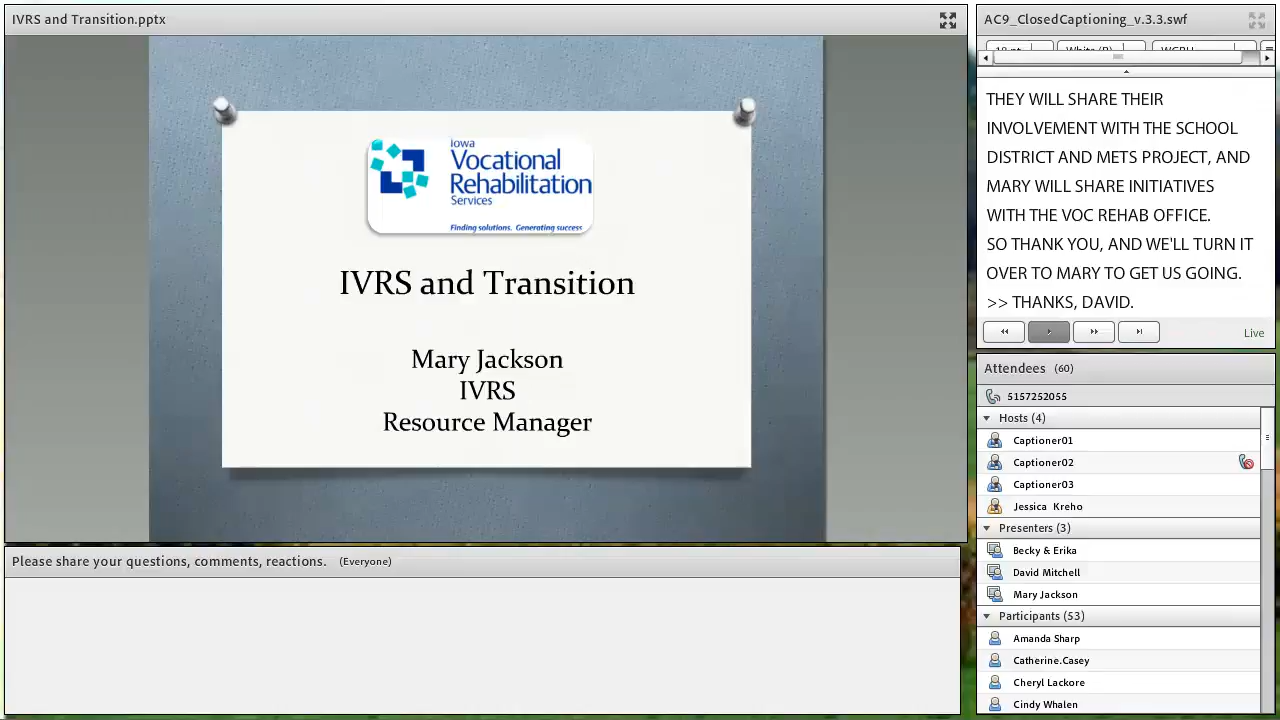 IVRS and Transition.pptx
Iowa
Vocational
Rehabilitation
Services
Finding solutions. Generating success
IVRS and Transition
Mary Jackson
IVRS
Resource Manager
Please share your questions, comments, reactions. (Everyone)
AC9_ClosedCaptioning_v.3.3.swf
THEY WILL SHARE THEIR
INVOLVEMENT WITH THE SCHOOL
DISTRICT AND METS PROJECT, AND
MARY WILL SHARE INITIATIVES
WITH THE VOC REHAB OFFICE.
SO THANK YOU, AND WE'LL TURN IT
OVER TO MARY TO GET US GOING.
>> THANKS, DAVID.
Live
Attendees (60)
5157252055
Hosts (4)
Captioner01
Captioner02
Captioner03
Jessica Kreho
Presenters (3)
Becky & Erika
David Mitchell
Mary Jackson
Participants (53)
Amanda Sharp
Catherine.Casey
Cheryl Lackore
Cindy Whalen